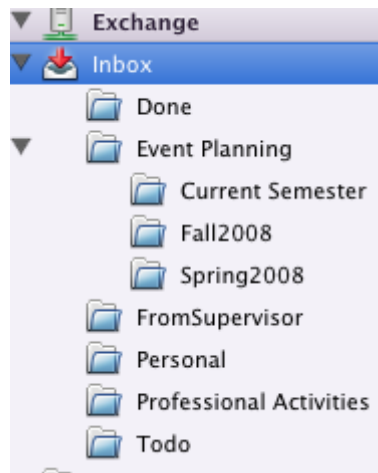 Exchange
Inbox
Done
Event Planning
Current Semester
Fall2008
Spring2008
FromSupervisor
Personal
Professional Activities
Todo